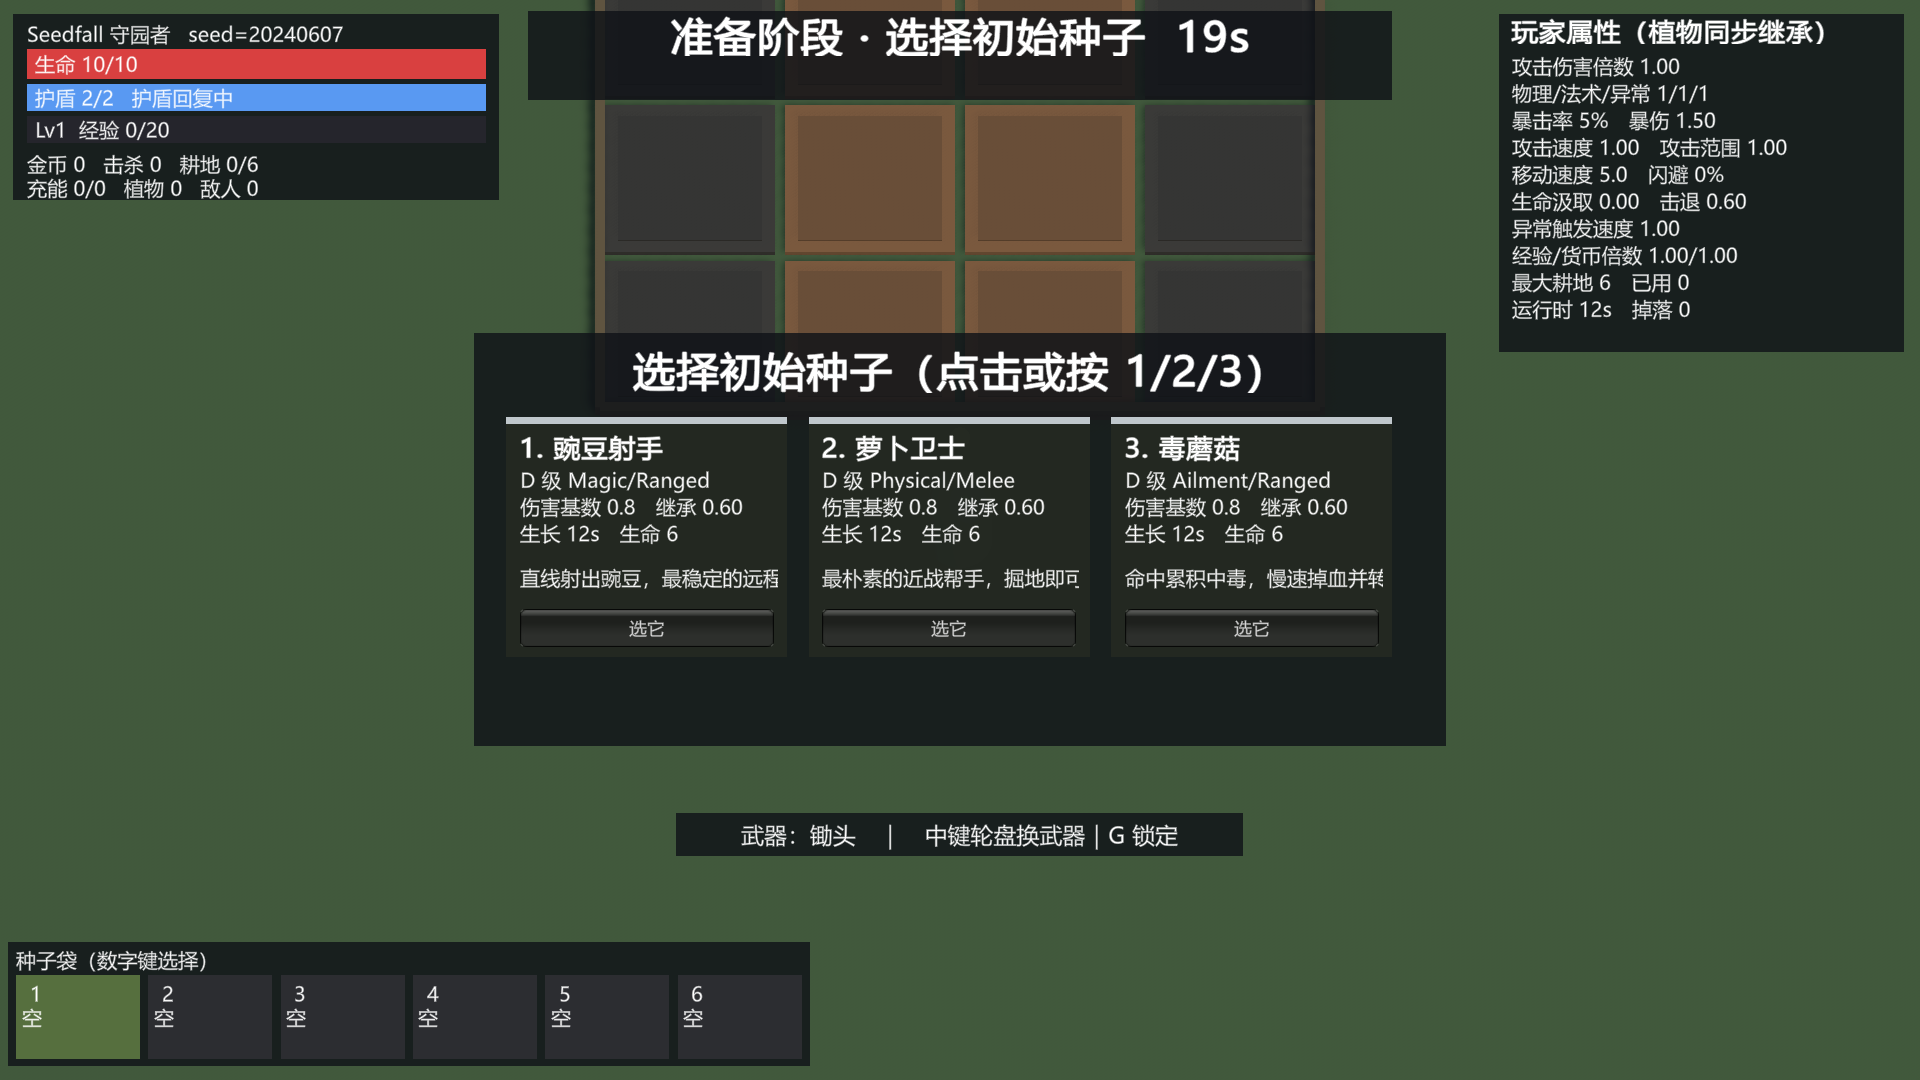 Seedfall 守园者 seed=20240607
生命 10/10
护盾 2/2 护盾回复中
Lv1 经验 0/20
金币 0 击杀 0 耕地 0/6
充能 0/0 植物 0 敌人 0
准备阶段 · 选择初始种子 19s
玩家属性（植物同步继承）
攻击伤害倍数 1.00
物理/法术/异常 1/1/1
暴击率 5% 暴伤 1.50
攻击速度 1.00 攻击范围 1.00
移动速度 5.0 闪避 0%
生命汲取 0.00 击退 0.60
异常触发速度 1.00
经验/货币倍数 1.00/1.00
最大耕地 6 已用 0
运行时 12s 掉落 0
选择初始种子（点击或按 1/2/3）
1. 豌豆射手
D 级 Magic/Ranged
伤害基数 0.8 继承 0.60
生长 12s 生命 6
直线射出豌豆，最稳定的远程
选它
2. 萝卜卫士
D 级 Physical/Melee
伤害基数 0.8 继承 0.60
生长 12s 生命 6
最朴素的近战帮手，掘地即可
选它
3. 毒蘑菇
D 级 Ailment/Ranged
伤害基数 0.8 继承 0.60
生长 12s 生命 6
命中累积中毒，慢速掉血并转
选它
武器：锄头 | 中键轮盘换武器 | G 锁定
种子袋（数字键选择）
1 2 3 4 5 6
空 空 空 空 空 空